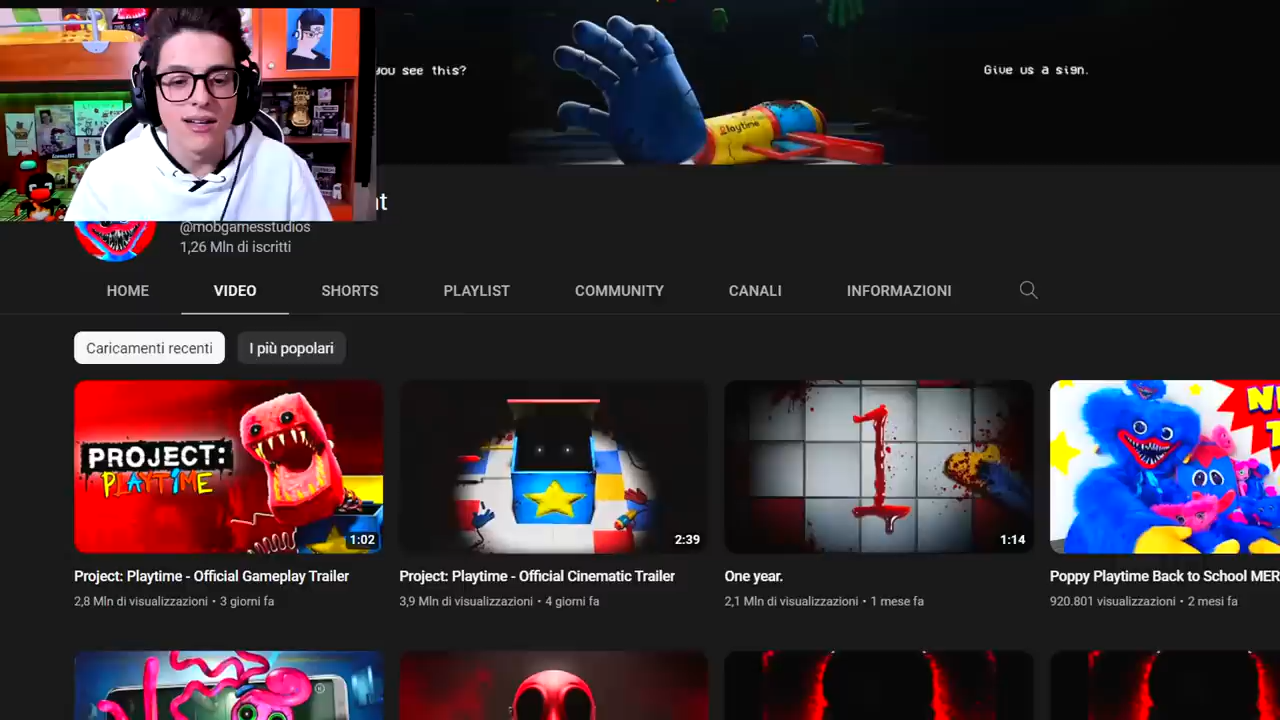 you see this?
Give us a sign.
@mobgamesstudios
1,26 Mln di iscritti
HOME VIDEO SHORTS PLAYLIST COMMUNITY CANALI INFORMAZIONI
Caricamenti recenti I più popolari
PROJECT:
PLAYTIME
1:02
2:39
1
1:14
Project: Playtime - Official Gameplay Trailer
2,8 Mln di visualizzazioni • 3 giorni fa
Project: Playtime - Official Cinematic Trailer
3,9 Mln di visualizzazioni • 4 giorni fa
One year.
2,1 Mln di visualizzazioni • 1 mese fa
Poppy Playtime Back to School MER
920.801 visualizzazioni • 2 mesi fa